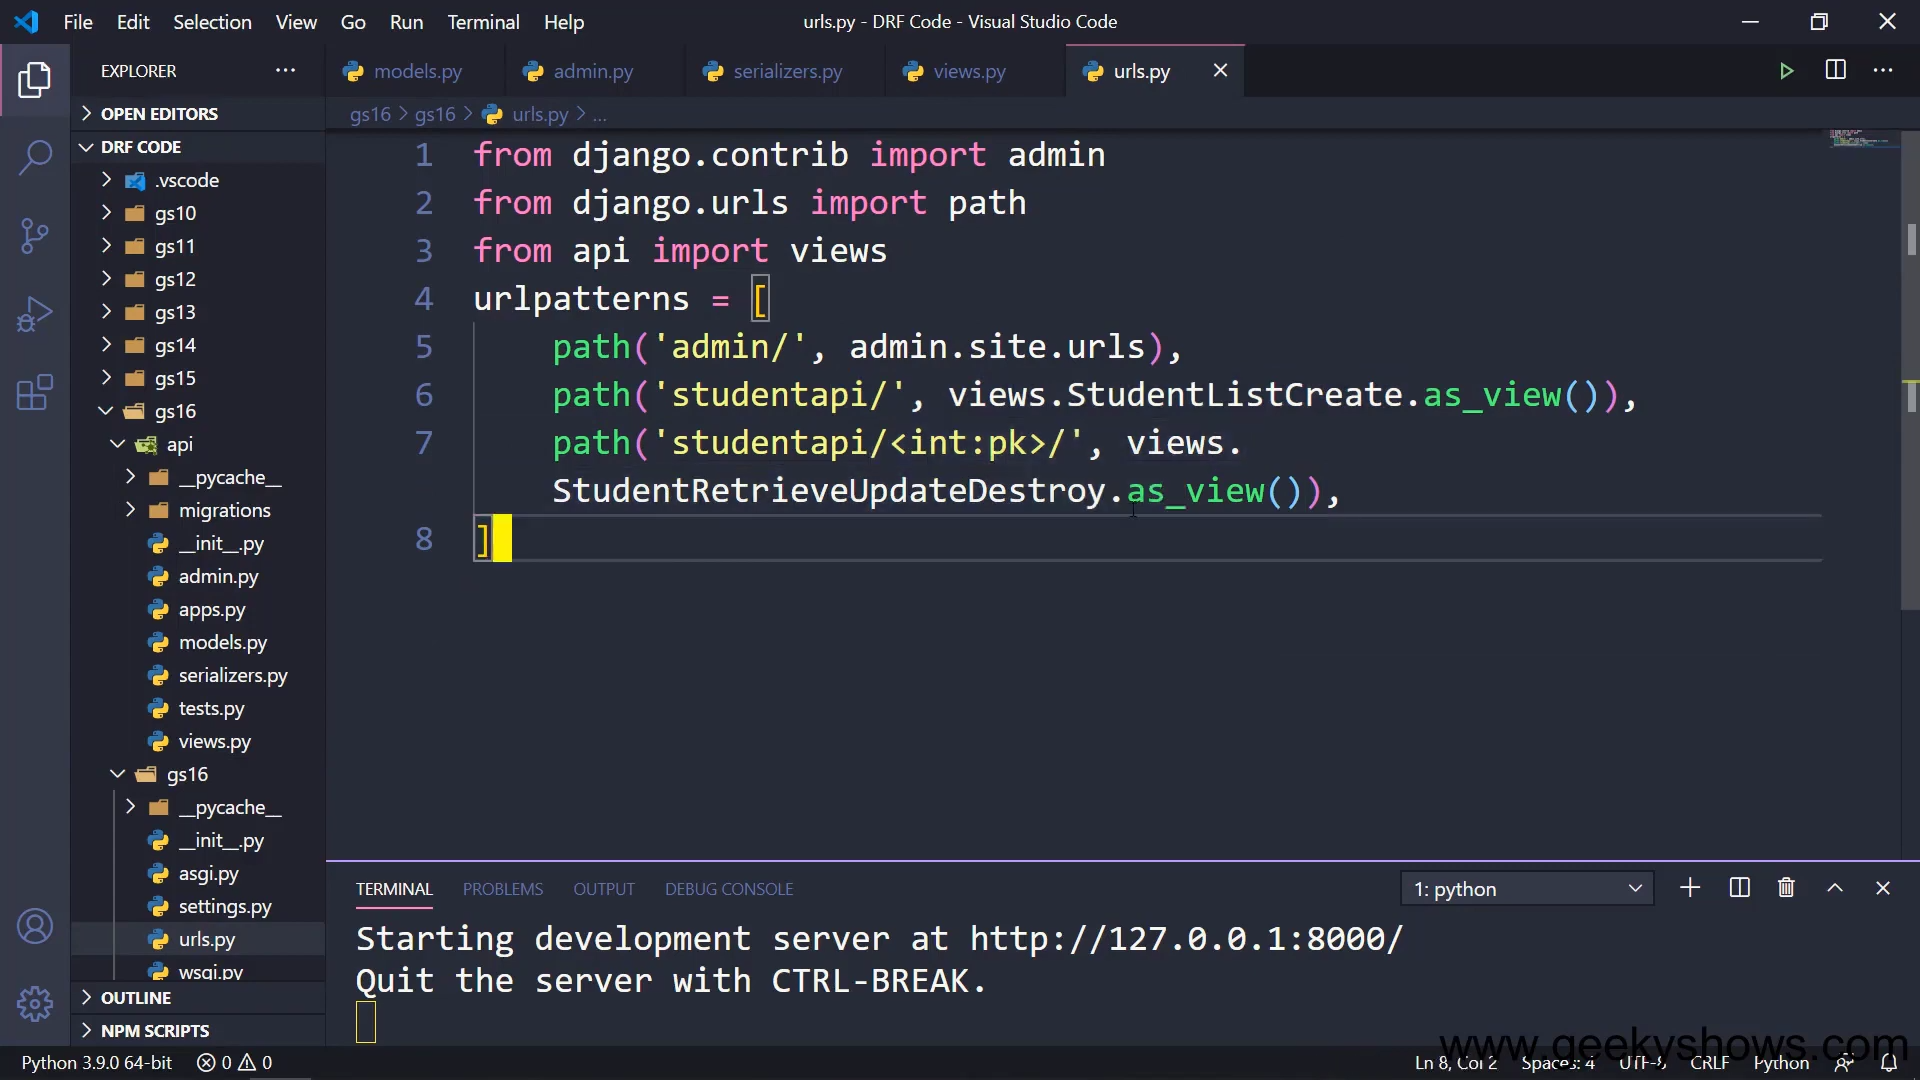 File Edit Selection View Go Run Terminal Help
urls.py - DRF Code - Visual Studio Code
EXPLORER
models.py admin.py serializers.py views.py urls.py
OPEN EDITORS
DRF CODE
.vscode
gs10
gs11
gs12
gs13
gs14
gs15
gs16
api
__pycache__
migrations
__init__.py
admin.py
apps.py
models.py
serializers.py
tests.py
views.py
gs16
__pycache__
__init__.py
asgi.py
settings.py
urls.py
wsgi.py
OUTLINE
NPM SCRIPTS
gs16 > gs16 > urls.py > ...
1 from django.contrib import admin
2 from django.urls import path
3 from api import views
4 urlpatterns = [
5 path('admin/', admin.site.urls),
6 path('studentapi/', views.StudentListCreate.as_view()),
7 path('studentapi/<int:pk>/', views.
StudentRetrieveUpdateDestroy.as_view()),
8 ]
TERMINAL PROBLEMS OUTPUT DEBUG CONSOLE
1: python
Starting development server at http://127.0.0.1:8000/
Quit the server with CTRL-BREAK.
www.geekyshows.com
Python 3.9.0 64-bit 0 0
Ln 8, Col 2 Spaces: 4 UTF-8 CRLF Python